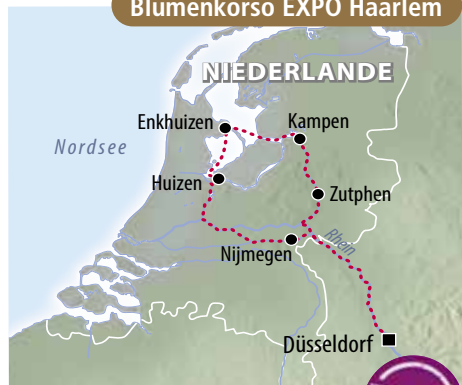 Blumenkorso EXPO Haarlem
NIEDERLANDE
Enkhuizen
Kampen
Nordsee
Huizen
Zutphen
Rhein
Nijmegen
Düsseldorf